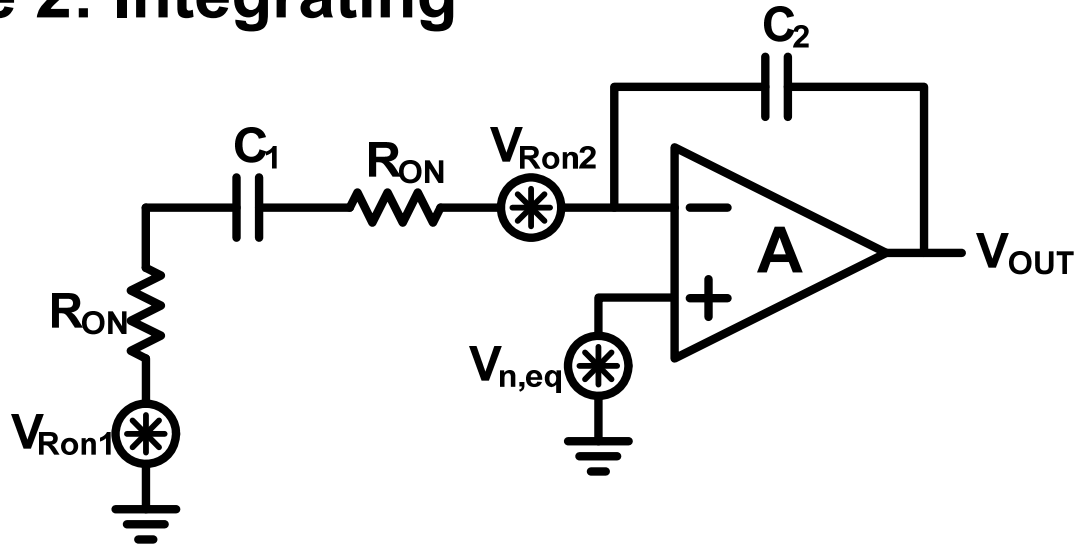 e 2: Integrating
C2
C1
RON
VRon2
A
VOUT
RON
Vn,eq
VRon1